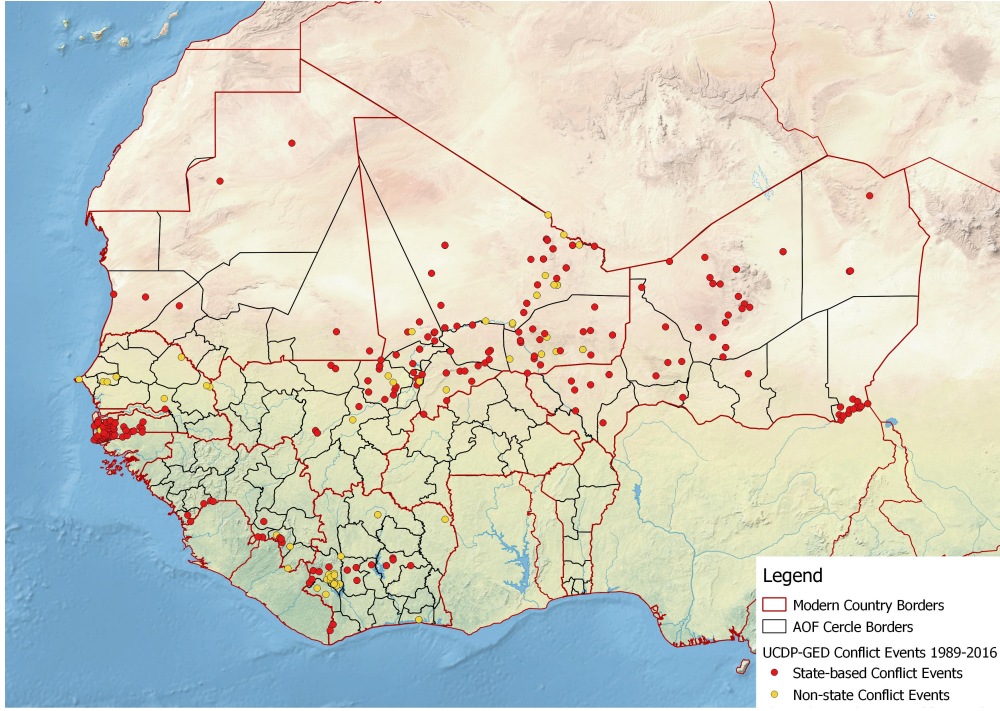 Legend
Modern Country Borders
AOF Cercle Borders
UCDP-GED Conflict Events 1989-2016
State-based Conflict Events
Non-state Conflict Events